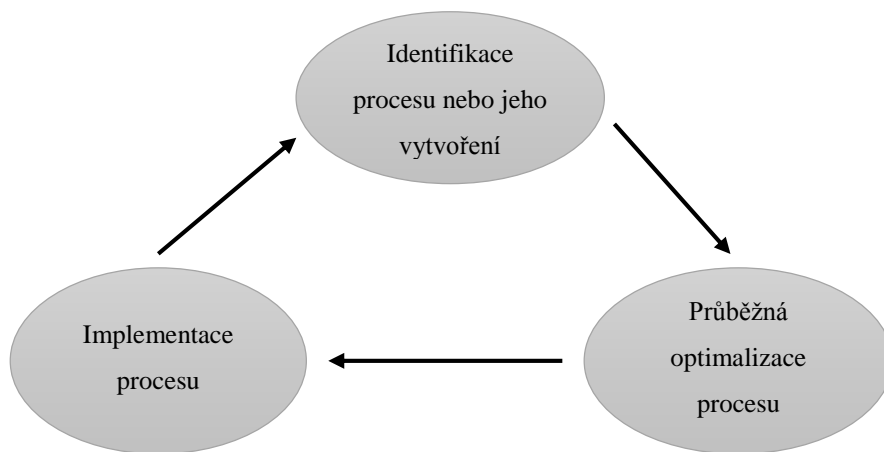 Identifikace
procesu nebo jeho
vytvoření
Implementace
procesu
Průběžná
optimalizace
procesu